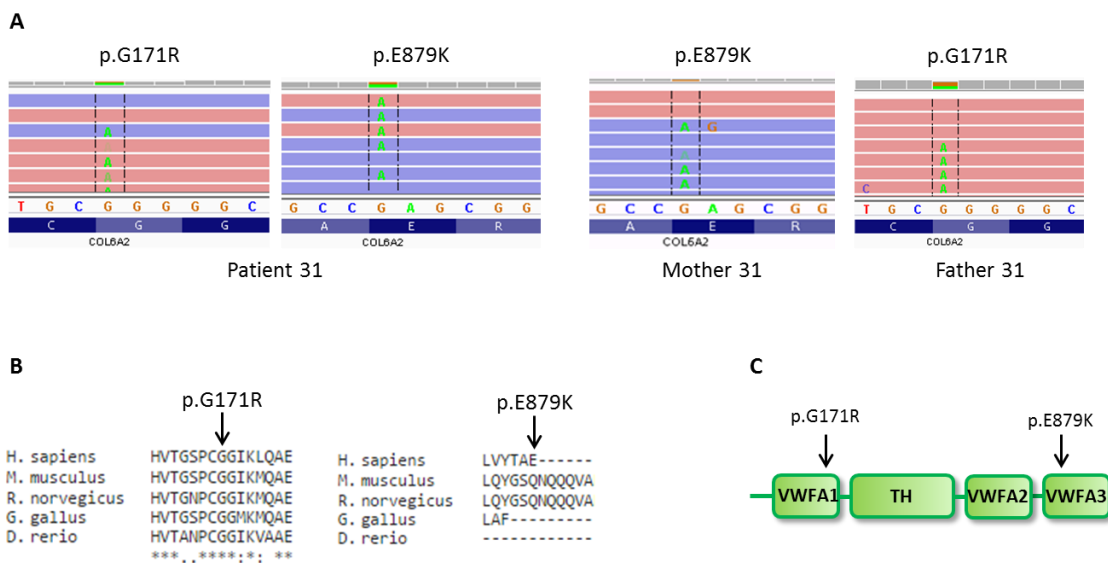 A
p.G171R
p.E879K
p.E879K
p.G171R
A
A
A
A
A
A
A
A
A
A G
A
A
A
A
A
A
A
C
T G C G G G G C
G C C G A G C G G
G C C G A G C G G
T G C G G G G G C
C G G
A E R
A E R
C G G
COL6A2
COL6A2
COL6A2
COL6A2
Patient 31
Mother 31
Father 31
B
p.G171R
p.E879K
H. sapiens HVTGSPCGGIKLQAE
M. musculus HVTGSPCGGIKMQAE
R. norvegicus HVTGNPCGGIKMQAE
G. gallus HVTGSPCGGMKMQAE
D. rerio HVTANPCGGIKVAAE
***..****:*: **
H. sapiens LVYTAE------
M. musculus LQYGSQNQQQVA
R. norvegicus LQYGSQNQQQVA
G. gallus LAF---------
D. rerio ------------
C
p.G171R
p.E879K
VWFA1
TH
VWFA2
VWFA3